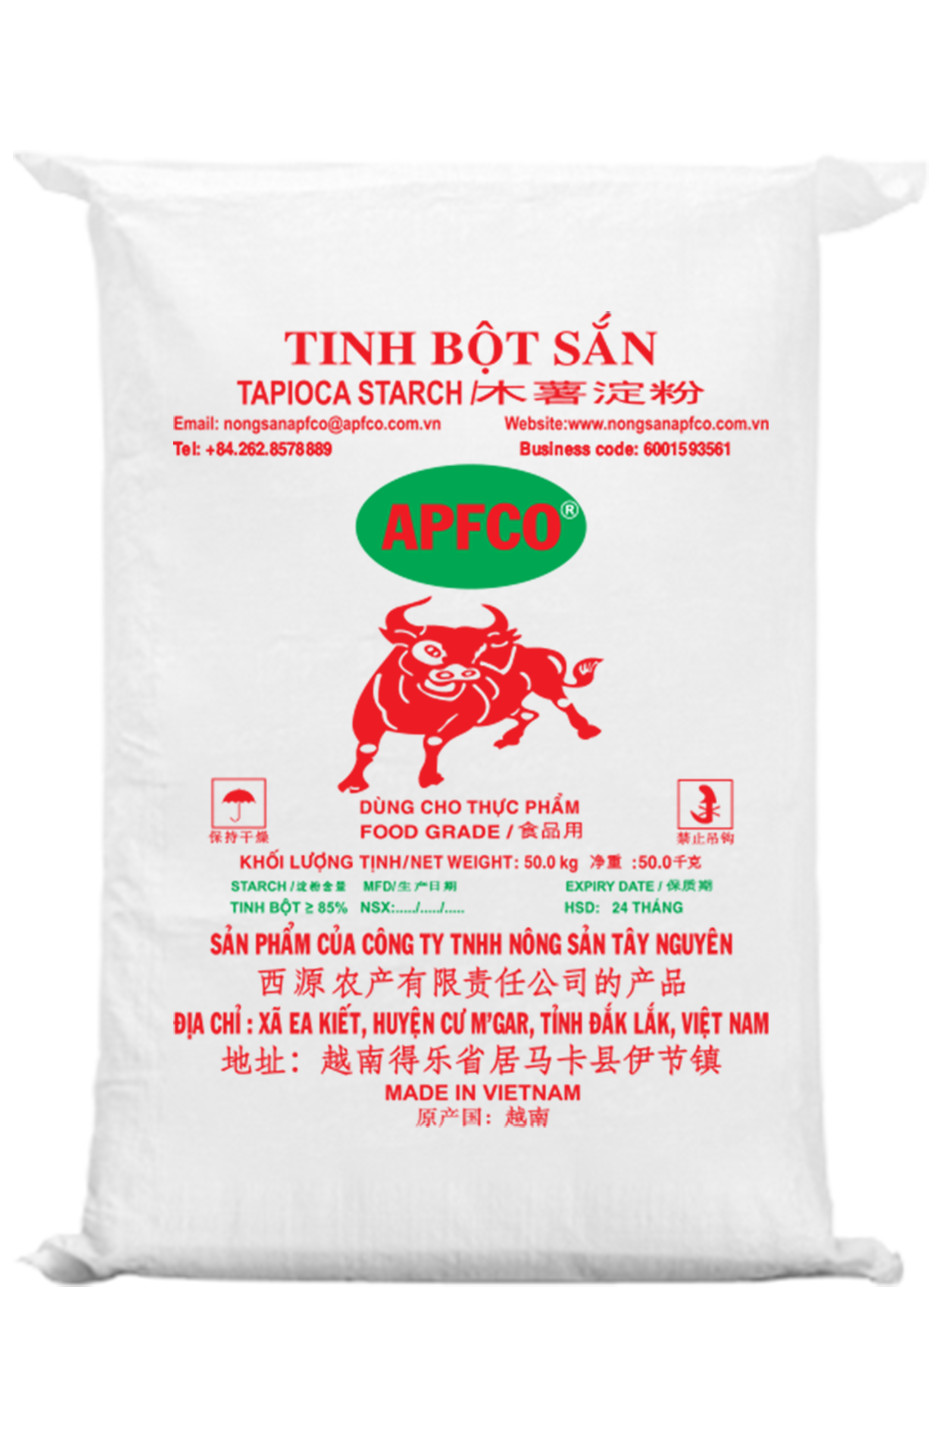 TINH BỘT SẮN
TAPIOCA STARCH /木薯淀粉
Email: nongsanapfco@apfco.com.vn Website:www.nongsanapfco.com.vn
Tel: +84.262.8578889 Business code: 6001593561
APFCO®
DÙNG CHO THỰC PHẨM
FOOD GRADE / 食品用
保持干燥
禁止吊钩
KHỐI LƯỢNG TỊNH/NET WEIGHT: 50.0 kg 净重 :50.0千克
STARCH /淀粉含量 MFD/生产日期 EXPIRY DATE / 保质期
TINH BỘT ≥ 85% NSX:...../...../..... HSD: 24 THÁNG
SẢN PHẨM CỦA CÔNG TY TNHH NÔNG SẢN TÂY NGUYÊN
西源农产有限责任公司的产品
ĐỊA CHỈ : XÃ EA KIẾT, HUYỆN CƯ M'GAR, TỈNH ĐẮK LẮK, VIỆT NAM
地址：越南得乐省居马卡县伊节镇
MADE IN VIETNAM
原产国：越南